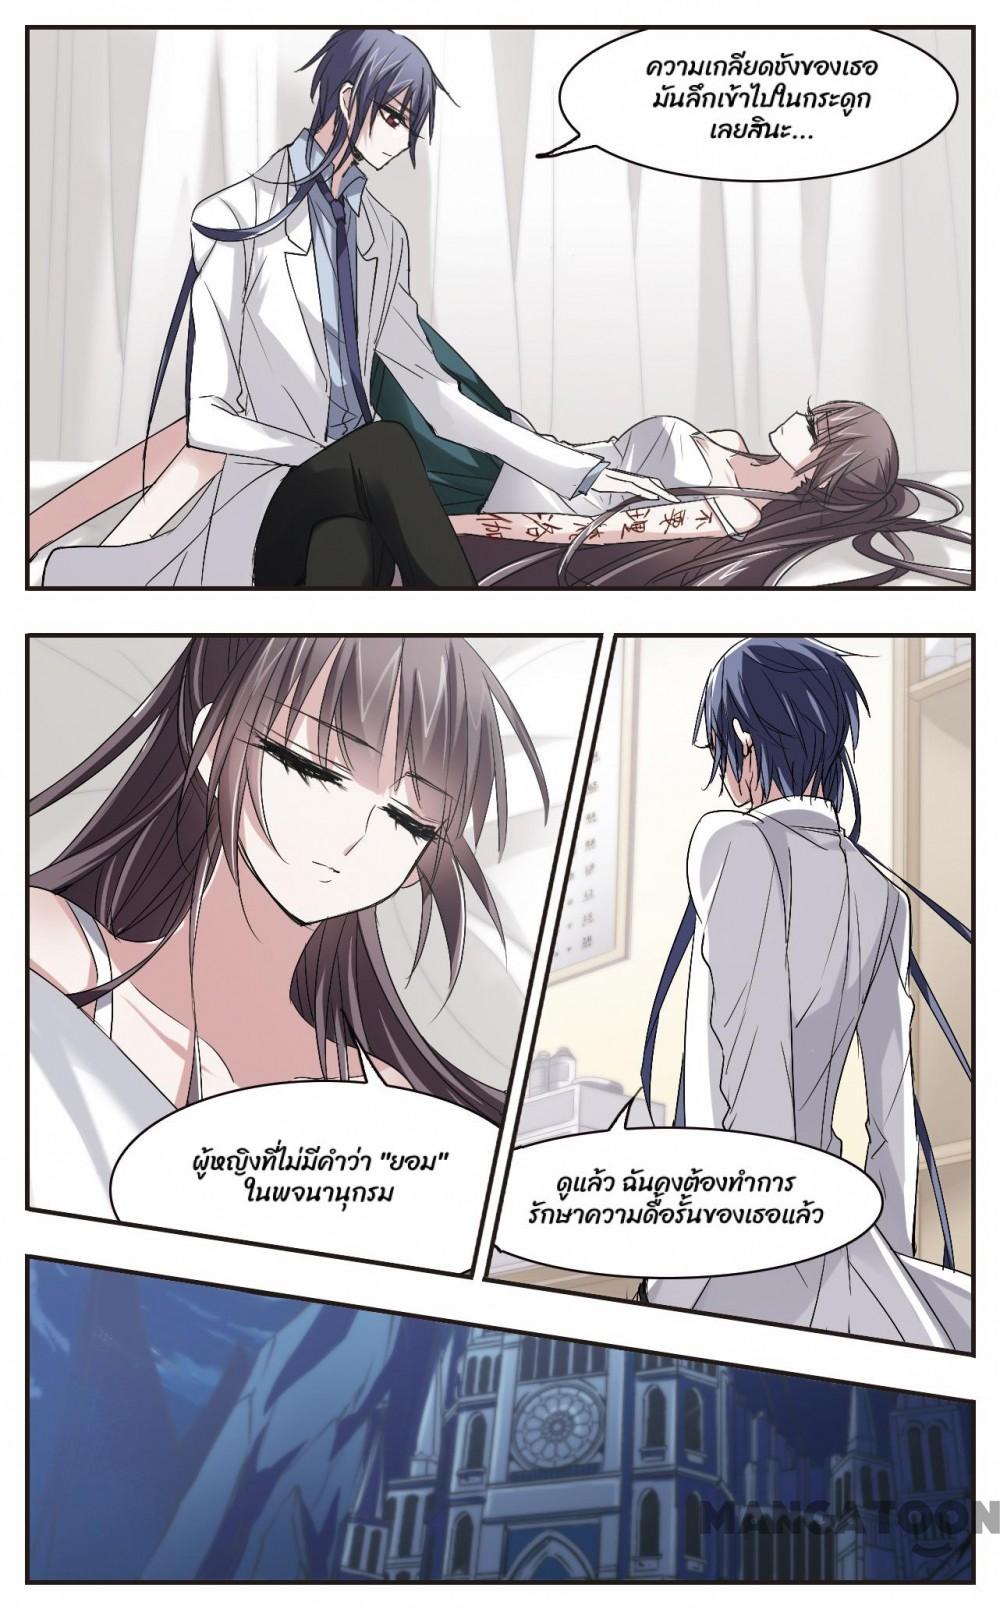 ความเกลียดชังของเธอ
มันลึกเข้าไปในกระดูก
เลยสินะ...
不要理
洛伽
ผู้หญิงที่ไม่มีคำว่า "ยอม"
ในพจนานุกรม
ดูแล้ว ฉันคงต้องทำการ
รักษาความดื้อรั้นของเธอแล้ว
MANGATOON